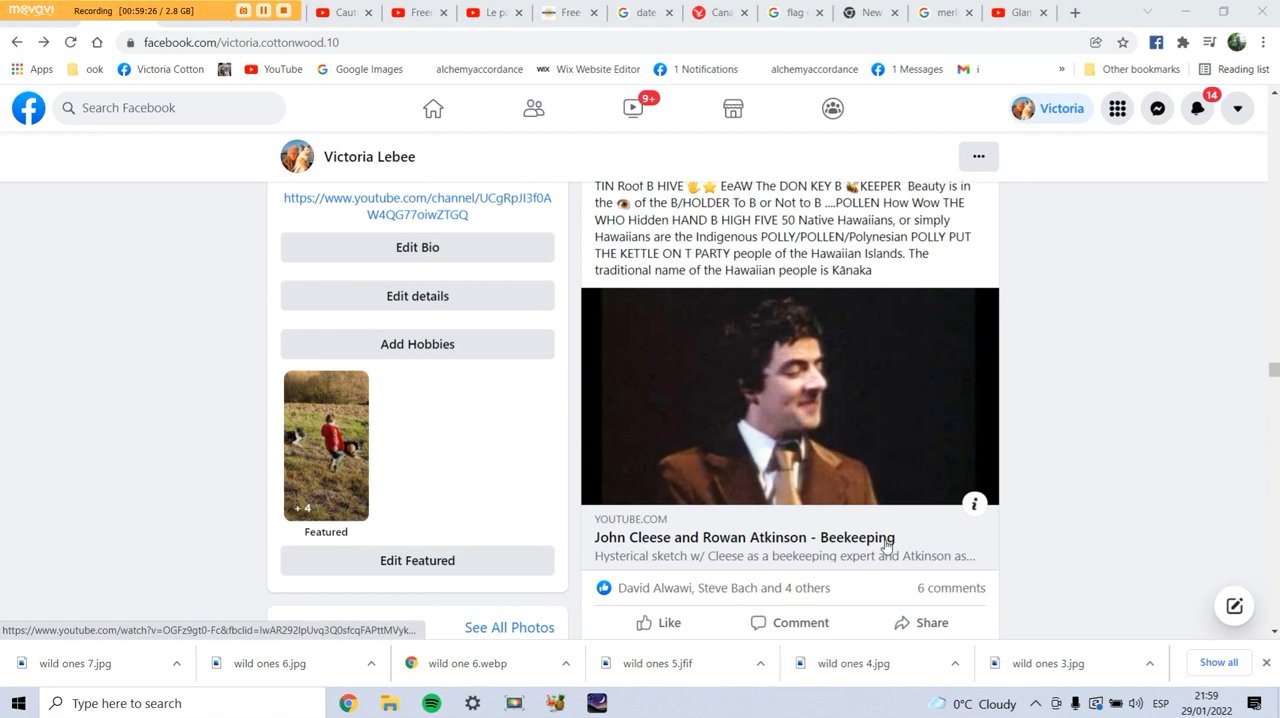 movavi
Recording (00:59:26 / 2.8 GB)
Caut
Free
Le pa
Free
date
Cana
flag
New
merl
Glan
facebook.com/victoria.cottonwood.10
Apps
ook
Victoria Cotton
YouTube
Google Images
alchemyaccordance
WIX Wix Website Editor
1 Notifications
alchemyaccordance
1 Messages
i
»
Other bookmarks
Reading list
Search Facebook
9+
Victoria
14
Victoria Lebee
https://www.youtube.com/channel/UCgRpJI3f0A
W4QG77oiwZTGQ
Edit Bio
Edit details
Add Hobbies
+ 4
Featured
Edit Featured
See All Photos
TIN Roof B HIVE 🖐⭐ EeAW The DON KEY B 🐝KEEPER Beauty is in
the 👁 of the B/HOLDER To B or Not to B ....POLLEN How Wow THE
WHO Hidden HAND B HIGH FIVE 50 Native Hawaiians, or simply
Hawaiians are the Indigenous POLLY/POLLEN/Polynesian POLLY PUT
THE KETTLE ON T PARTY people of the Hawaiian Islands. The
traditional name of the Hawaiian people is Kānaka
YOUTUBE.COM
John Cleese and Rowan Atkinson - Beekeeping
Hysterical sketch w/ Cleese as a beekeeping expert and Atkinson as...
David Alwawi, Steve Bach and 4 others
6 comments
Like
Comment
Share
https://www.youtube.com/watch?v=OGFz9gt0-Fc&fbclid=IwAR292IpUvq3Q0sfcqFAPttMVyk...
wild ones 7.jpg
wild ones 6.jpg
wild one 6.webp
wild ones 5.jfif
wild ones 4.jpg
wild ones 3.jpg
Show all
Type here to search
0°C Cloudy
ESP
21:59
29/01/2022